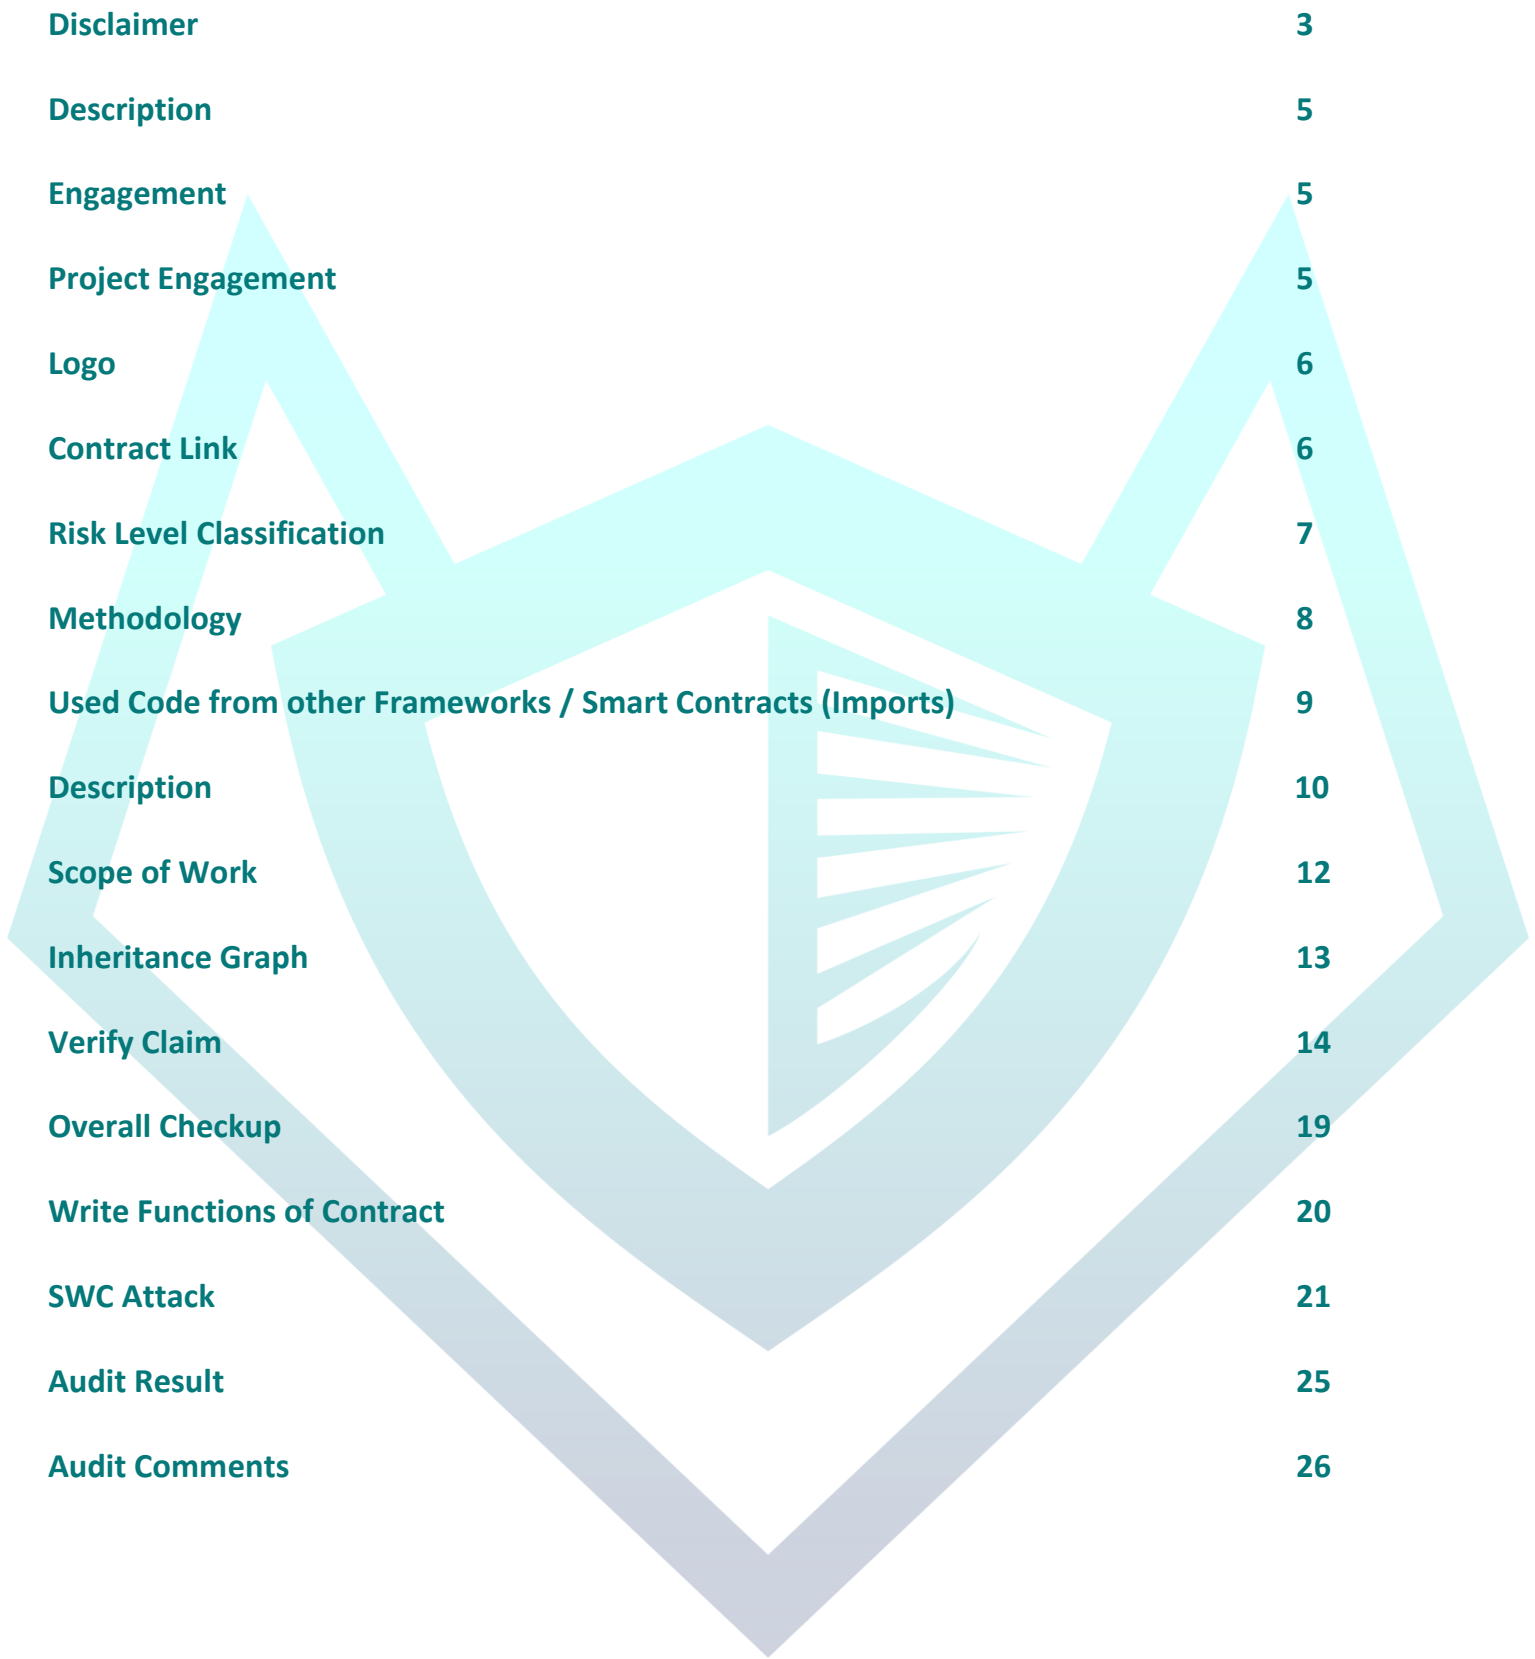 Disclaimer 3
Description 5
Engagement 5
Project Engagement 5
Logo 6
Contract Link 6
Risk Level Classification 7
Methodology 8
Used Code from other Frameworks / Smart Contracts (Imports) 9
Description 10
Scope of Work 12
Inheritance Graph 13
Verify Claim 14
Overall Checkup 19
Write Functions of Contract 20
SWC Attack 21
Audit Result 25
Audit Comments 26